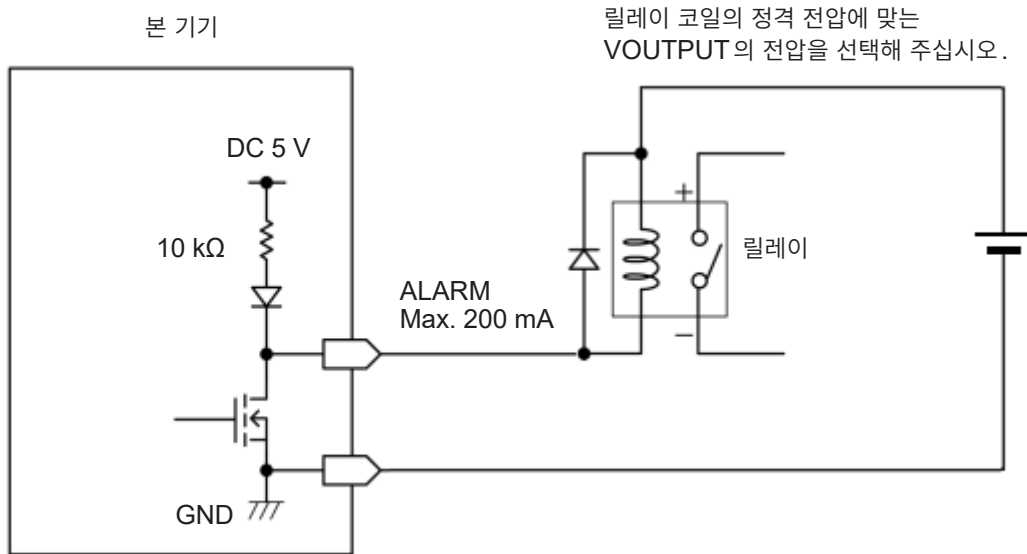 본 기기
릴레이 코일의 정격 전압에 맞는
VOUTPUT의 전압을 선택해 주십시오.
DC 5 V
10 kΩ
ALARM
Max. 200 mA
+
릴레이
−
GND